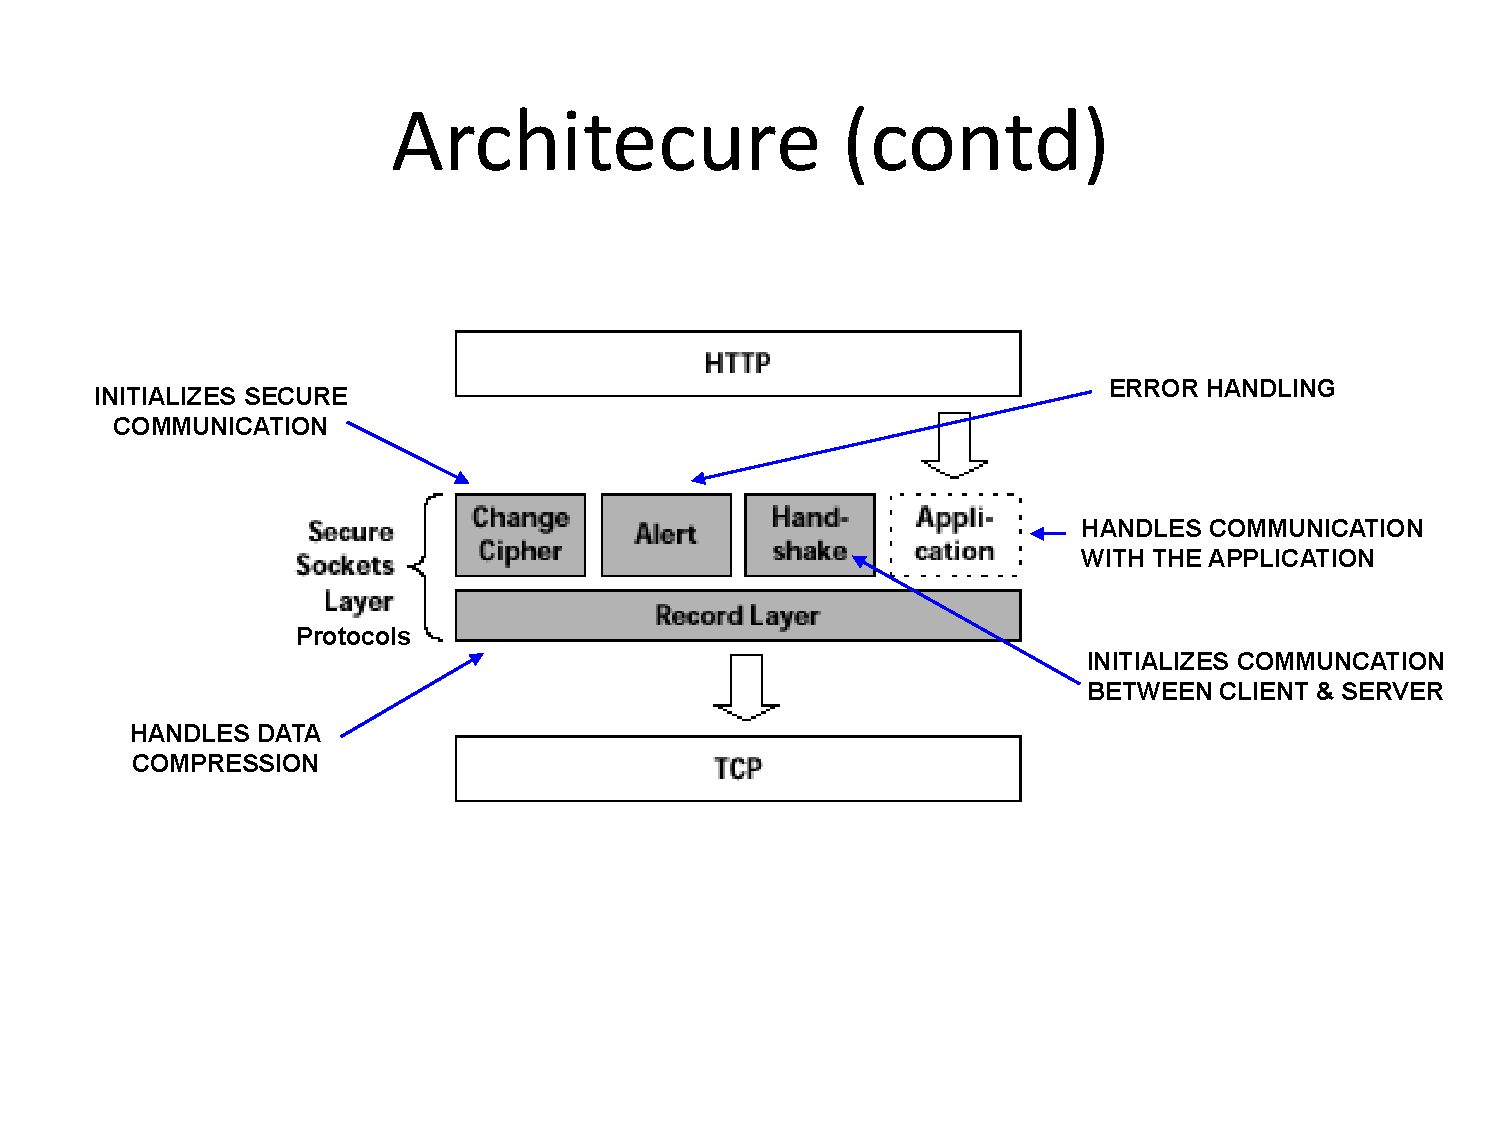 Architecure (contd)
HTTP
INITIALIZES SECURE
COMMUNICATION
ERROR HANDLING
Secure
Sockets
Layer
Protocols
Change
Cipher
Alert
Hand-
shake
Appli-
cation
HANDLES COMMUNICATION
WITH THE APPLICATION
Record Layer
INITIALIZES COMMUNCATION
BETWEEN CLIENT & SERVER
HANDLES DATA
COMPRESSION
TCP